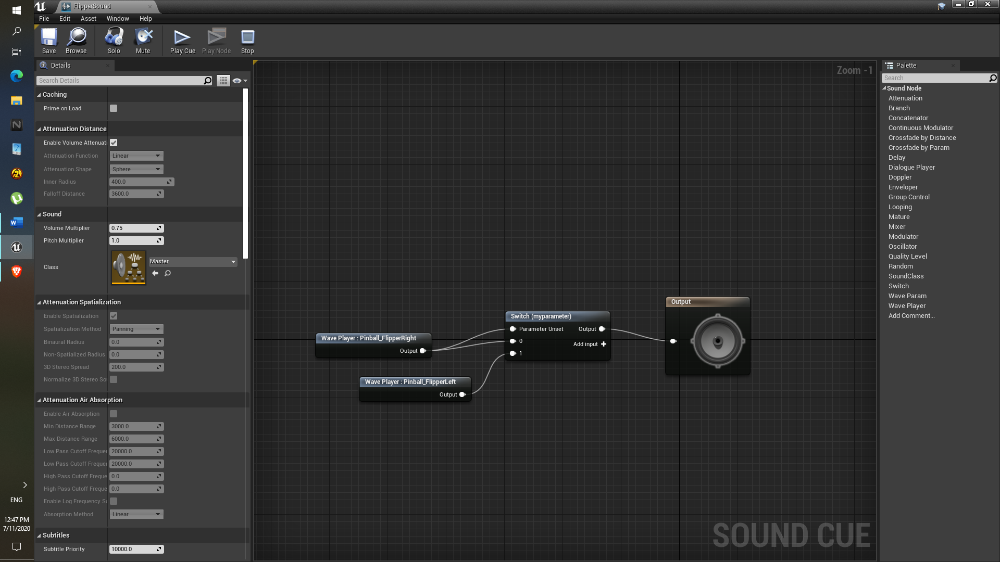 FlipperSound
File Edit Asset Window Help
Save Browse Solo Mute Play Cue Play Node Stop
Details
Search Details
Caching
Prime on Load
Attenuation Distance
Enable Volume Attenuati
Attenuation Function Linear
Attenuation Shape Sphere
Inner Radius 400.0
Falloff Distance 3600.0
Sound
Volume Multiplier 0.75
Pitch Multiplier 1.0
Class Master
Attenuation Spatialization
Enable Spatialization
Spatialization Method Panning
Binaural Radius 0.0
Non-Spatialized Radius 0.0
3D Stereo Spread 200.0
Normalize 3D Stereo Sou
Attenuation Air Absorption
Enable Air Absorption
Min Distance Range 3000.0
Max Distance Range 6000.0
Low Pass Cutoff Frequer 20000.0
Low Pass Cutoff Frequer 20000.0
High Pass Cutoff Freque 0.0
High Pass Cutoff Freque 0.0
Enable Log Frequency Sc
Absorption Method Linear
Subtitles
Subtitle Priority 10000.0
Zoom -1
Wave Player : Pinball_FlipperRight
Output
Wave Player : Pinball_FlipperLeft
Output
Switch (myparameter)
Parameter Unset Output
0 Add input
1
Output
SOUND CUE
Palette
Search
Sound Node
Attenuation
Branch
Concatenator
Continuous Modulator
Crossfade by Distance
Crossfade by Param
Delay
Dialogue Player
Doppler
Enveloper
Group Control
Looping
Mature
Mixer
Modulator
Oscillator
Quality Level
Random
SoundClass
Switch
Wave Param
Wave Player
Add Comment...
ENG
12:47 PM
7/11/2020